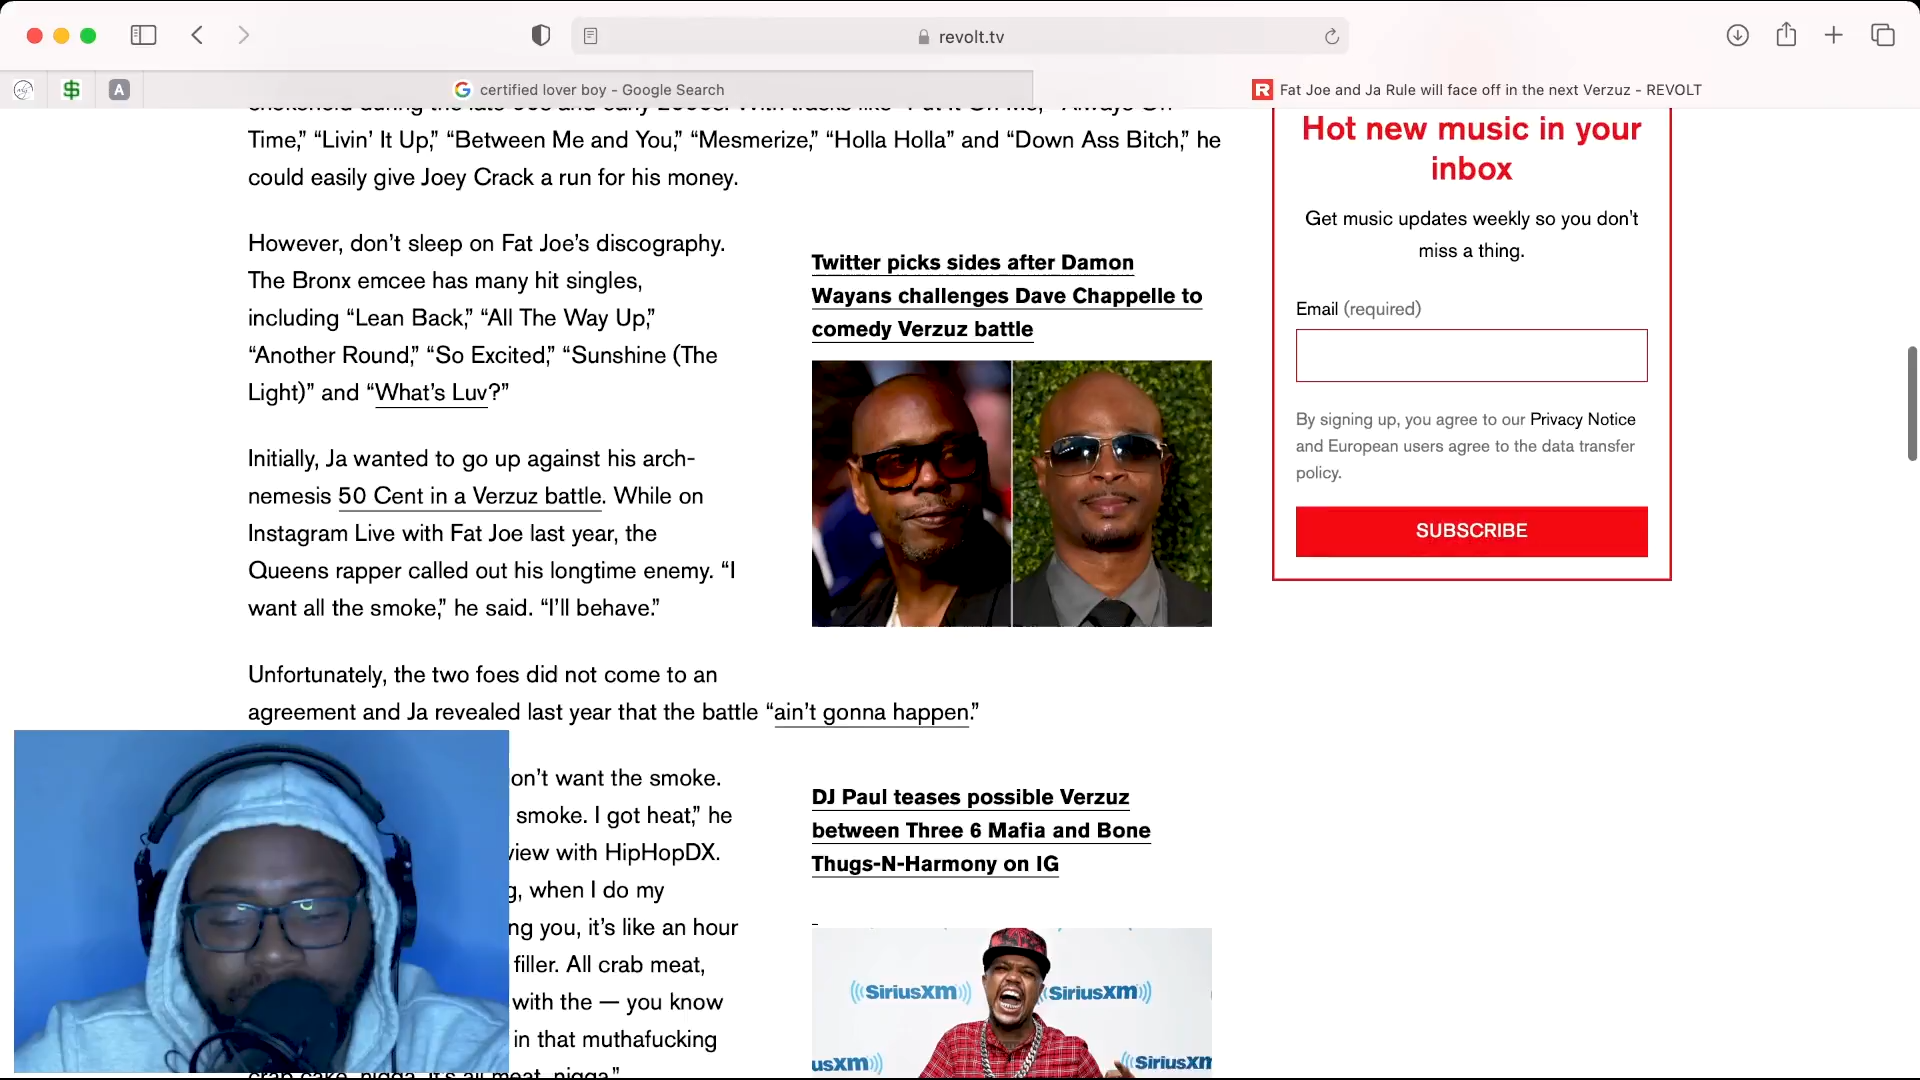 revolt.tv
A
certified lover boy - Google Search
Fat Joe and Ja Rule will face off in the next Verzuz - REVOLT
Time,” “Livin’ It Up,” “Between Me and You,” “Mesmerize,” “Holla Holla” and “Down Ass Bitch,” he
could easily give Joey Crack a run for his money.
However, don’t sleep on Fat Joe’s discography.
The Bronx emcee has many hit singles,
including “Lean Back,” “All The Way Up,”
“Another Round,” “So Excited,” “Sunshine (The
Light)” and “What’s Luv?”
Initially, Ja wanted to go up against his arch-
nemesis 50 Cent in a Verzuz battle. While on
Instagram Live with Fat Joe last year, the
Queens rapper called out his longtime enemy. “I
want all the smoke,” he said. “I’ll behave.”
Unfortunately, the two foes did not come to an
agreement and Ja revealed last year that the battle “ain’t gonna happen.”
on’t want the smoke.
smoke. I got heat,” he
view with HipHopDX.
g, when I do my
ng you, it’s like an hour
filler. All crab meat,
with the — you know
in that muthafucking
crab cake, nigga. It’s all meat, nigga.”
Twitter picks sides after Damon
Wayans challenges Dave Chappelle to
comedy Verzuz battle
DJ Paul teases possible Verzuz
between Three 6 Mafia and Bone
Thugs-N-Harmony on IG
SiriusXM SiriusXM
usXM SiriusXM
Hot new music in your
inbox
Get music updates weekly so you don't
miss a thing.
Email (required)
By signing up, you agree to our Privacy Notice
and European users agree to the data transfer
policy.
SUBSCRIBE